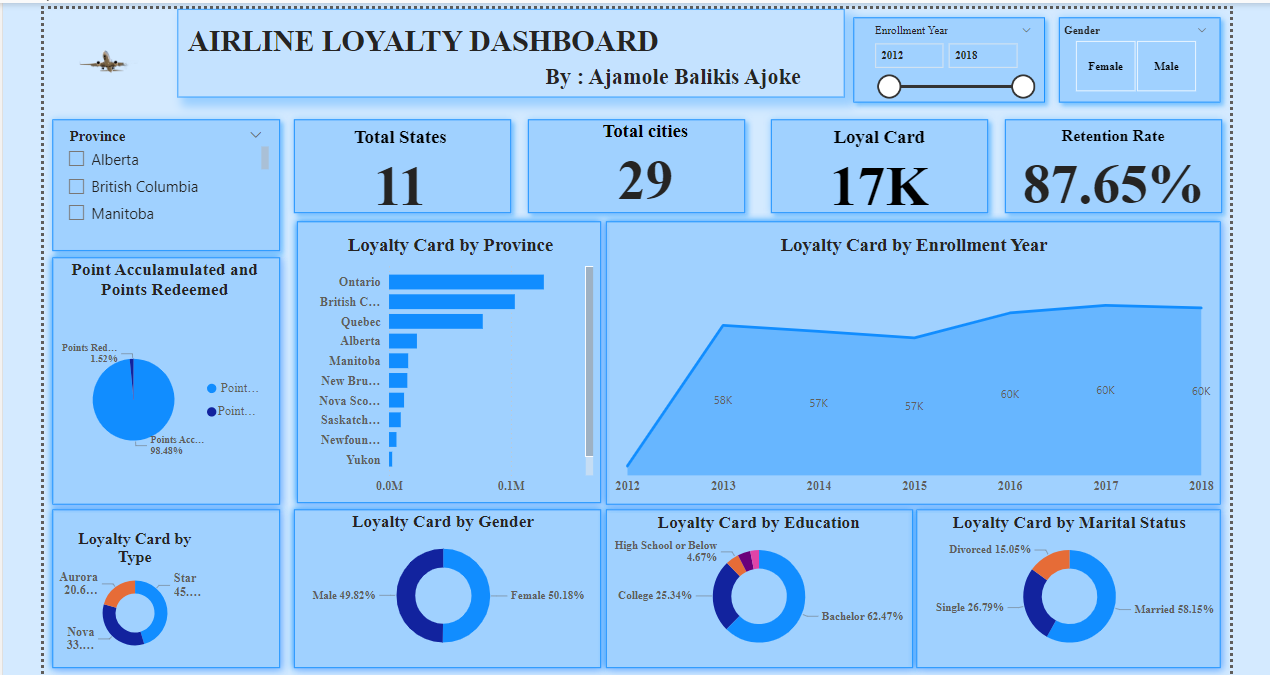 AIRLINE LOYALTY DASHBOARD
By : Ajamole Balikis Ajoke
Enrollment Year
2012 2018
Gender
Female Male
Province
Alberta
British Columbia
Manitoba
Total States
11
Total cities
29
Loyal Card
17K
Retention Rate
87.65%
Point Acculamulated and
Points Redeemed
Points Red...
1.52%
Points Acc...
98.48%
Point...
Point...
Loyalty Card by Province
Ontario
British C...
Quebec
Alberta
Manitoba
New Bru...
Nova Sco...
Saskatch...
Newfoun...
Yukon
0.0M 0.1M
Loyalty Card by Enrollment Year
58K 57K 57K 60K 60K 60K
2012 2013 2014 2015 2016 2017 2018
Loyalty Card by
Type
Aurora
20.6...
Star
45....
Nova
33....
Loyalty Card by Gender
Male 49.82%
Female 50.18%
Loyalty Card by Education
High School or Below
4.67%
College 25.34%
Bachelor 62.47%
Loyalty Card by Marital Status
Divorced 15.05%
Single 26.79%
Married 58.15%